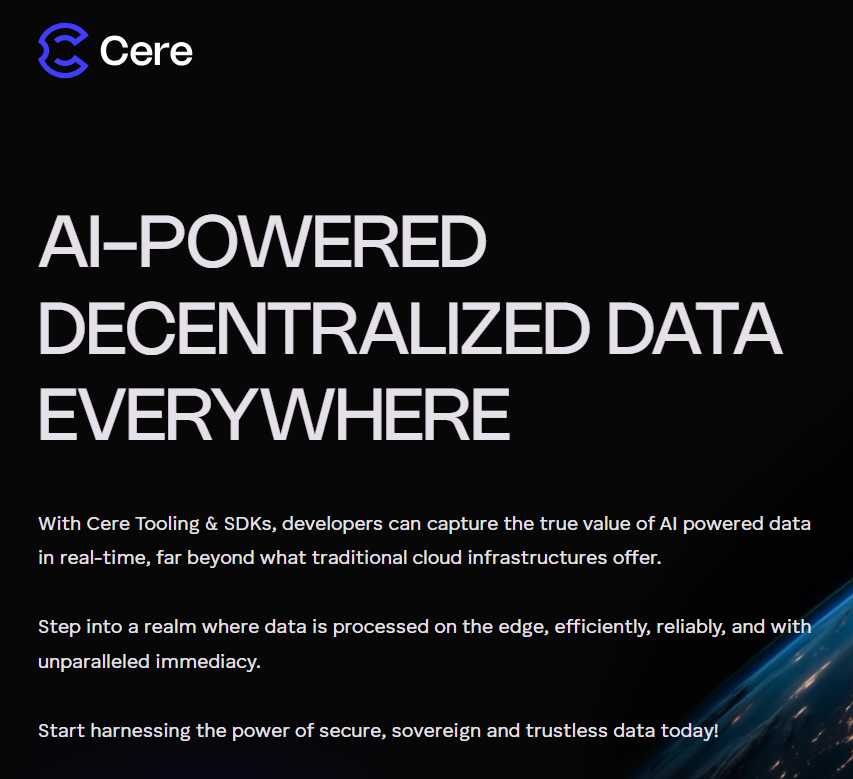 Cere
AI–POWERED
DECENTRALIZED DATA
EVERYWHERE
With Cere Tooling & SDKs, developers can capture the true value of AI powered data
in real-time, far beyond what traditional cloud infrastructures offer.
Step into a realm where data is processed on the edge, efficiently, reliably, and with
unparalleled immediacy.
Start harnessing the power of secure, sovereign and trustless data today!